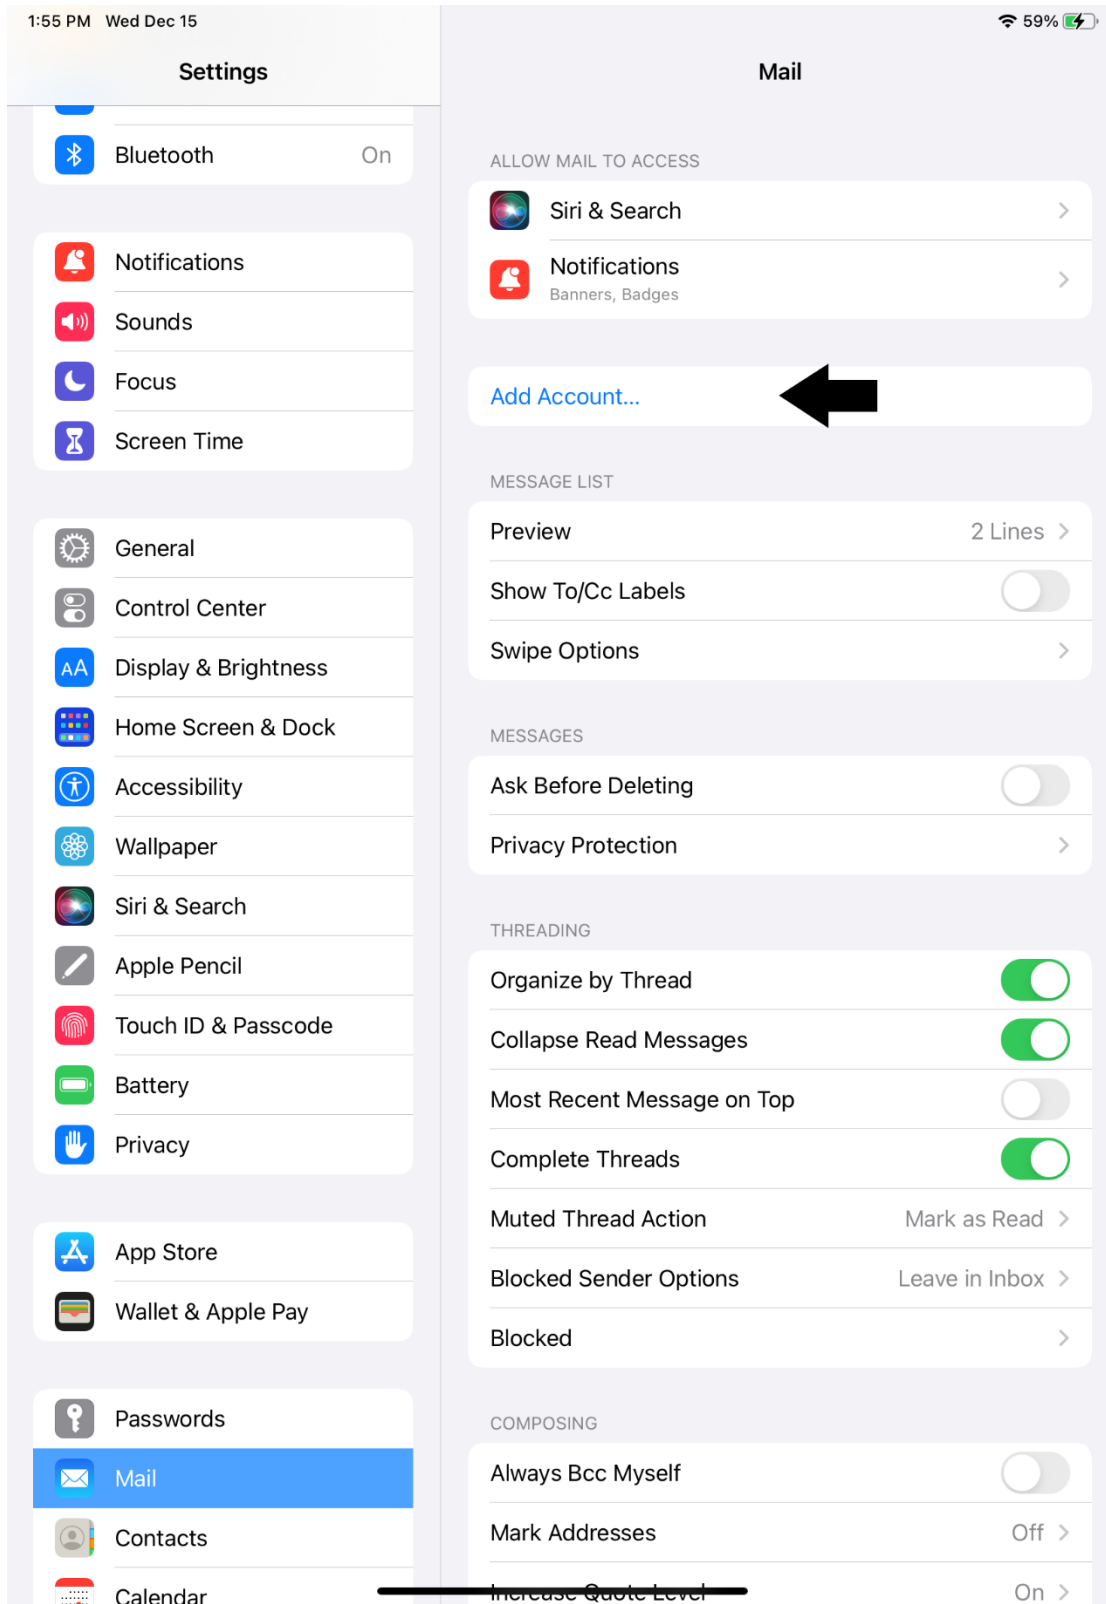 1:55 PM Wed Dec 15
59%
Settings
Bluetooth On
Notifications
Sounds
Focus
Screen Time
General
Control Center
AA Display & Brightness
Home Screen & Dock
Accessibility
Wallpaper
Siri & Search
Apple Pencil
Touch ID & Passcode
Battery
Privacy
App Store
Wallet & Apple Pay
Passwords
Mail
Contacts
Calendar
Mail
ALLOW MAIL TO ACCESS
Siri & Search
Notifications
Banners, Badges
Add Account...
MESSAGE LIST
Preview 2 Lines
Show To/Cc Labels
Swipe Options
MESSAGES
Ask Before Deleting
Privacy Protection
THREADING
Organize by Thread
Collapse Read Messages
Most Recent Message on Top
Complete Threads
Muted Thread Action Mark as Read
Blocked Sender Options Leave in Inbox
Blocked
COMPOSING
Always Bcc Myself
Mark Addresses Off
Increase Quote Level On